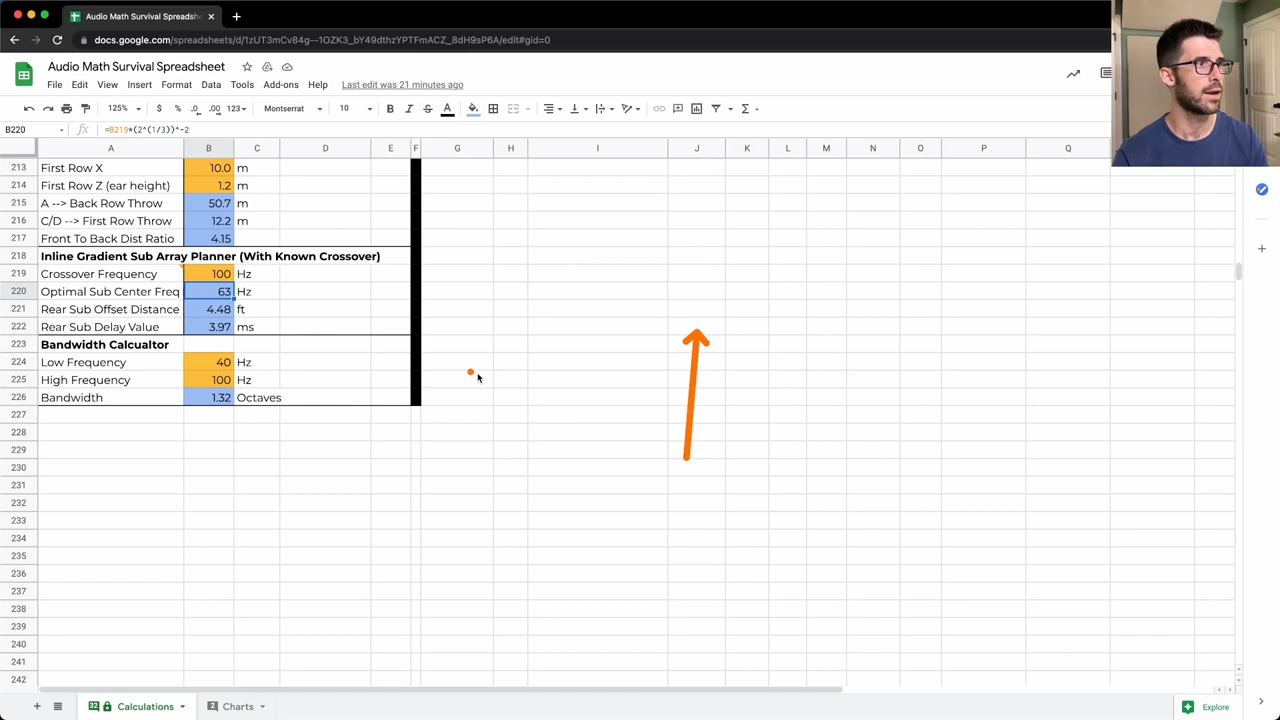 Audio Math Survival Spreadsh
docs.google.com/spreadsheets/d/1zUT3mCv84g--1OZK3_bY49dthzYPTFmACZ_8dH9sP6A/edit#gid=0
Audio Math Survival Spreadsheet
File Edit View Insert Format Data Tools Add-ons Help Last edit was 21 minutes ago
125% $ % .0 .00 123 Montserrat 10 B I S A Σ
B220 fx =B219*(2^(1/3))^-2
A B C D E F G H I J K L M N O P Q
213 First Row X 10.0 m
214 First Row Z (ear height) 1.2 m
215 A --> Back Row Throw 50.7 m
216 C/D --> First Row Throw 12.2 m
217 Front To Back Dist Ratio 4.15
218 Inline Gradient Sub Array Planner (With Known Crossover)
219 Crossover Frequency 100 Hz
220 Optimal Sub Center Freq 63 Hz
221 Rear Sub Offset Distance 4.48 ft
222 Rear Sub Delay Value 3.97 ms
223 Bandwidth Calcualtor
224 Low Frequency 40 Hz
225 High Frequency 100 Hz
226 Bandwidth 1.32 Octaves
227
228
229
230
231
232
233
234
235
236
237
238
239
240
241
242
32 Calculations 2 Charts Explore